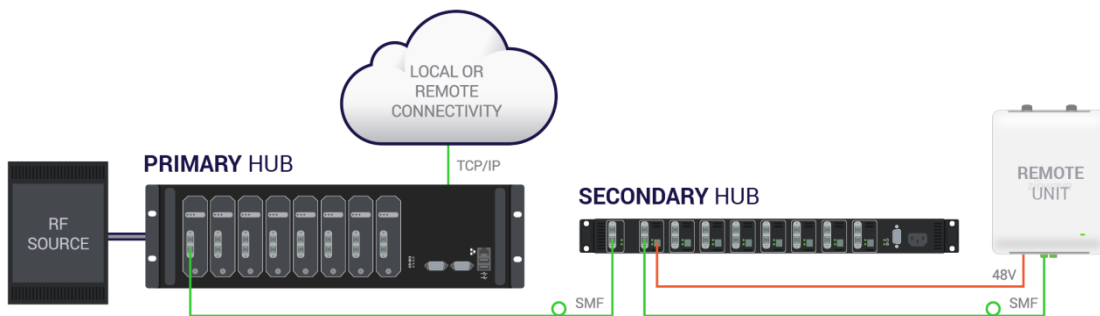 LOCAL OR
REMOTE
CONNECTIVITY
TCP/IP
PRIMARY HUB
RF
SOURCE
SECONDARY HUB
REMOTE
UNIT
48V
SMF
SMF